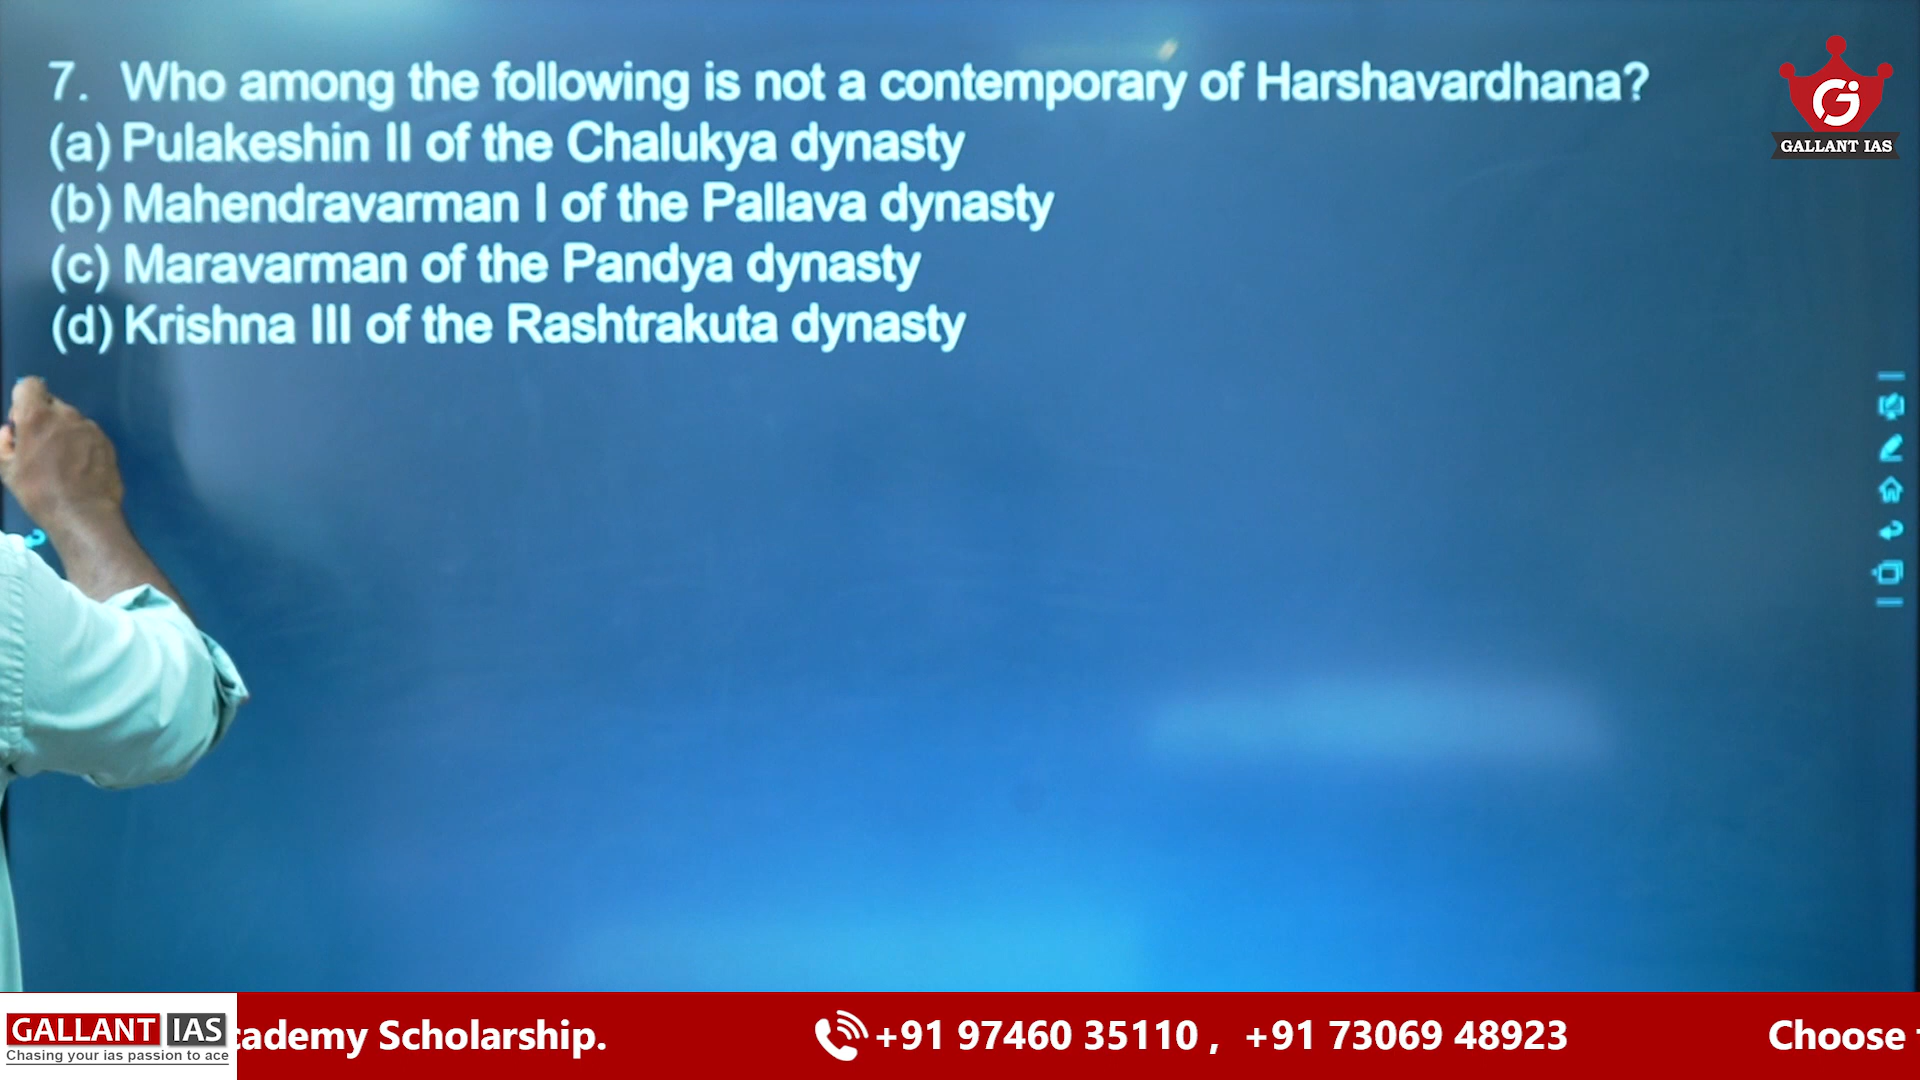 7. Who among the following is not a contemporary of Harshavardhana?
(a) Pulakeshin II of the Chalukya dynasty
(b) Mahendravarman I of the Pallava dynasty
(c) Maravarman of the Pandya dynasty
(d) Krishna III of the Rashtrakuta dynasty
GALLANT IAS
GALLANT IAS
Chasing your ias passion to ace
cademy Scholarship. +91 97460 35110 , +91 73069 48923 Choose